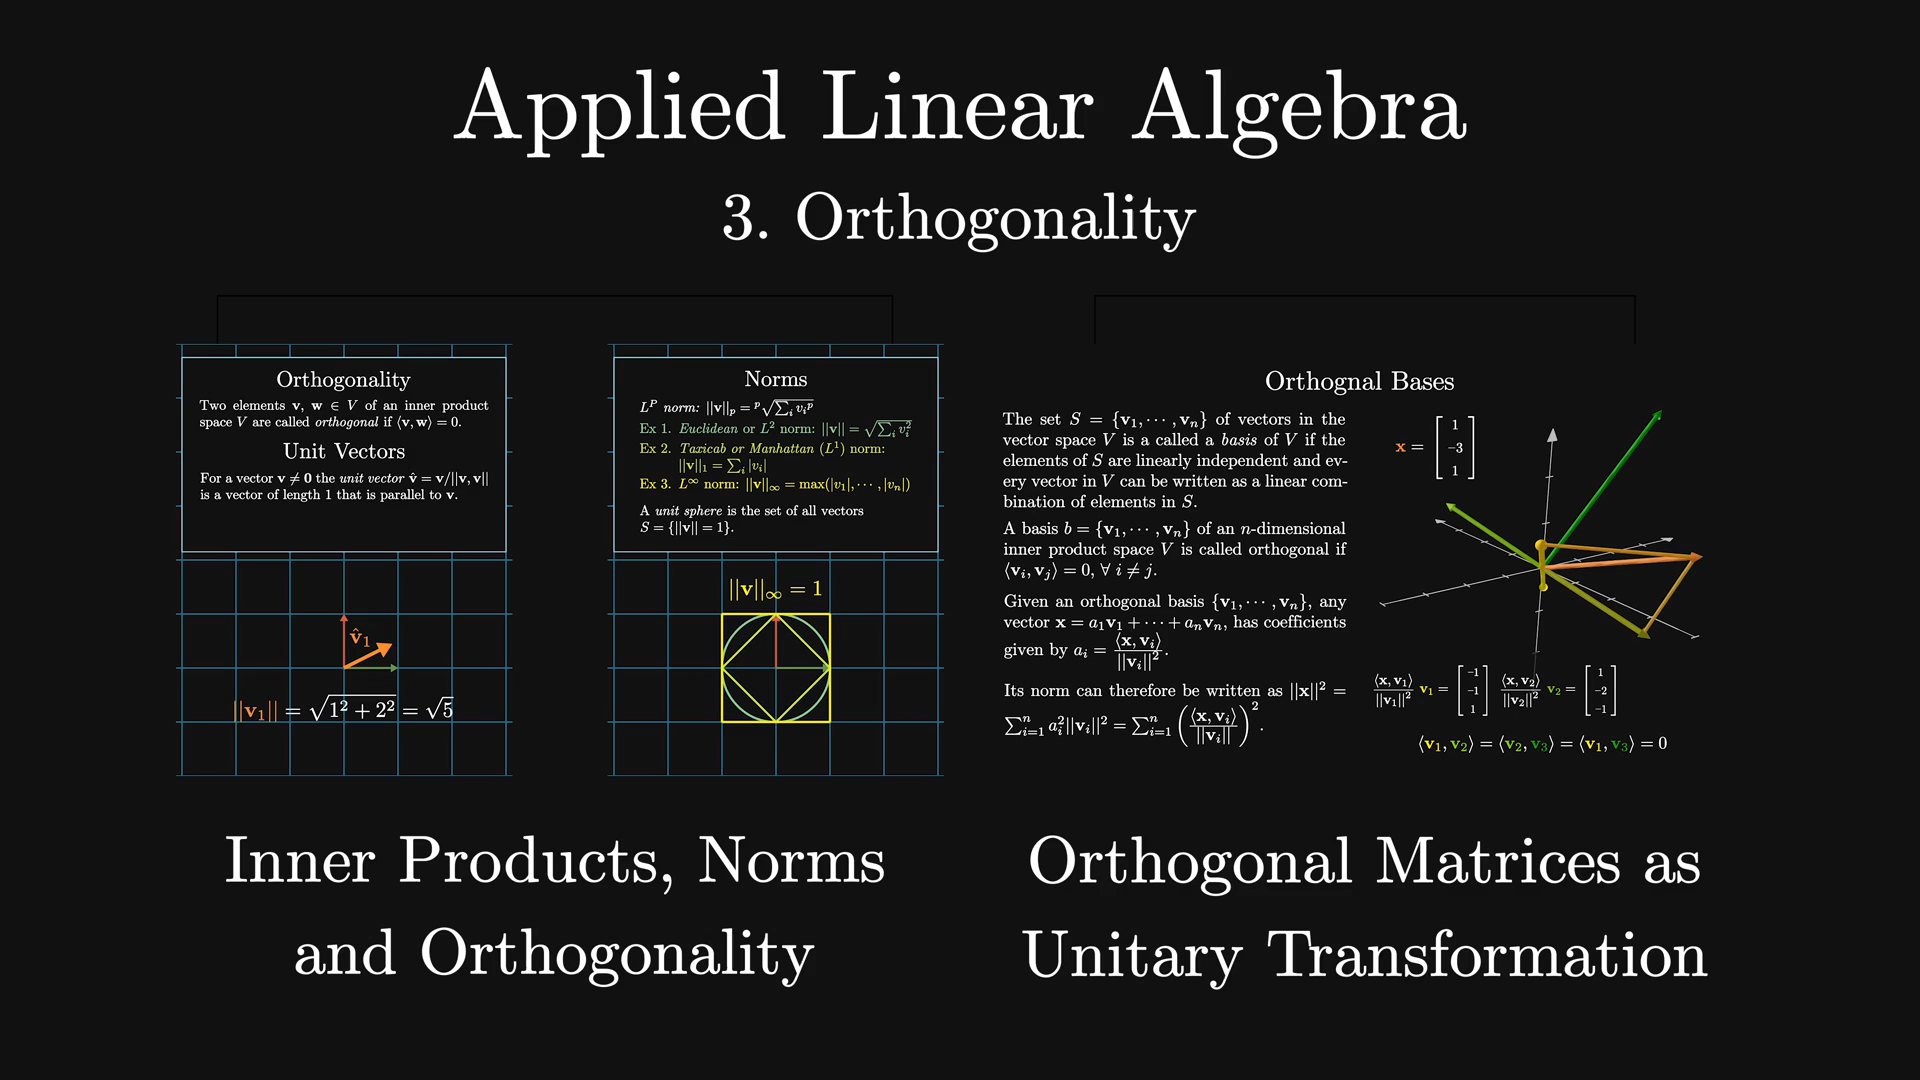 Applied Linear Algebra
3. Orthogonality
Orthogonality
Two elements v, w ∈ V of an inner product
space V are called orthogonal if ⟨v, w⟩ = 0.
Unit Vectors
For a vector v ≠ 0 the unit vector v̂ = v/||v, v||
is a vector of length 1 that is parallel to v.
v̂₁
||v₁|| = √(1² + 2²) = √5
Norms
Lᴾ norm: ||v||ₚ = ᵖ√(∑ᵢ vᵢᵖ)
Ex 1. Euclidean or L² norm: ||v|| = √(∑ᵢ vᵢ²)
Ex 2. Taxicab or Manhattan (L¹) norm:
||v||₁ = ∑ᵢ |vᵢ|
Ex 3. L^∞ norm: ||v||_∞ = max(|v₁|, ⋯ , |vₙ|)
A unit sphere is the set of all vectors
S = {||v|| = 1}.
||v||_∞ = 1
Orthognal Bases
The set S = {v₁, ⋯ , vₙ} of vectors in the
vector space V is a called a basis of V if the
elements of S are linearly independent and ev-
ery vector in V can be written as a linear com-
bination of elements in S.
A basis b = {v₁, ⋯ , vₙ} of an n-dimensional
inner product space V is called orthogonal if
⟨vᵢ, vⱼ⟩ = 0, ∀ i ≠ j.
Given an orthogonal basis {v₁, ⋯ , vₙ}, any
vector x = a₁v₁ + ⋯ + aₙvₙ, has coefficients
given by aᵢ = ⟨x, vᵢ⟩/||vᵢ||².
Its norm can therefore be written as ||x||² =
∑ᵢ₌₁ⁿ aᵢ²||vᵢ||² = ∑ᵢ₌₁ⁿ (⟨x, vᵢ⟩/||vᵢ||)².
x = [1 −3 1]
⟨x, v₁⟩/||v₁||² v₁ = [−1 −1 1] ⟨x, v₂⟩/||v₂||² v₂ = [1 −2 −1]
⟨v₁, v₂⟩ = ⟨v₂, v₃⟩ = ⟨v₁, v₃⟩ = 0
Inner Products, Norms
and Orthogonality
Orthogonal Matrices as
Unitary Transformation